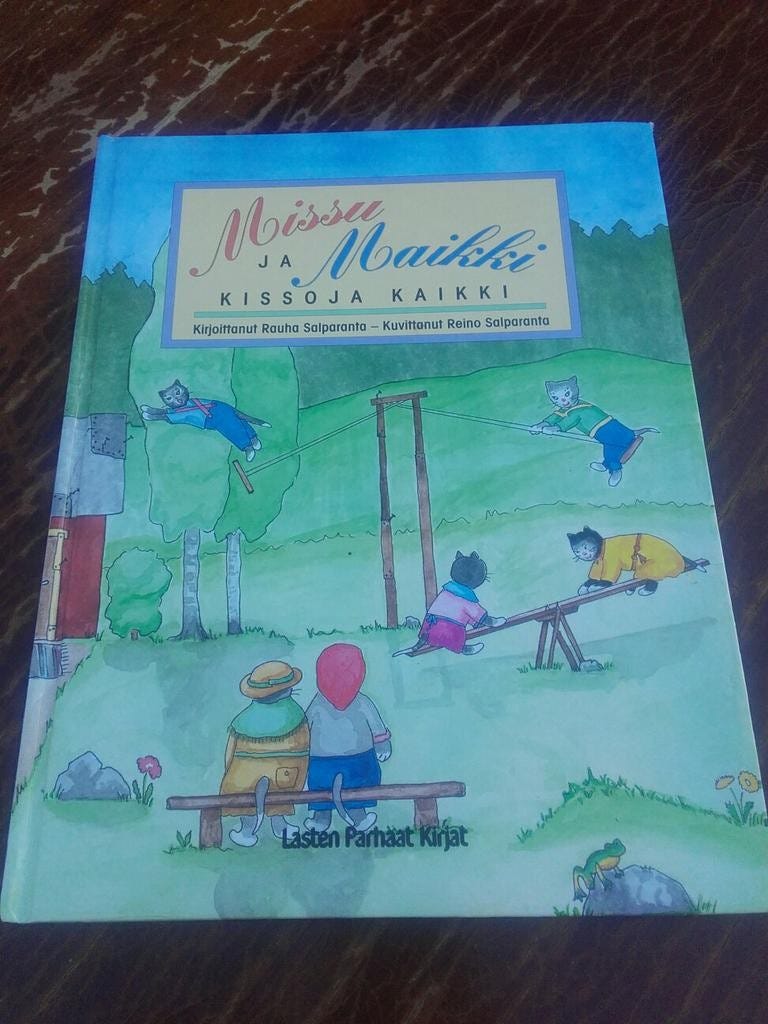 Missu
JA Maikki
KISSOJA KAIKKI
Kirjoittanut Rauha Salparanta – Kuvittanut Reino Salparanta
Lasten Parhaat Kirjat